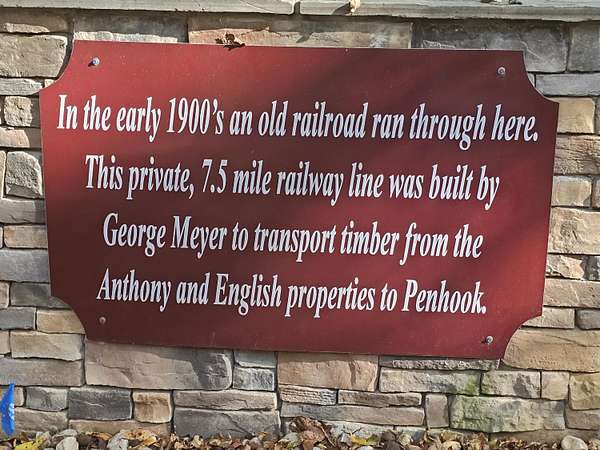 In the early 1900's an old railroad ran through here.
This private, 7.5 mile railway line was built by
George Meyer to transport timber from the
Anthony and English properties to Penhook.